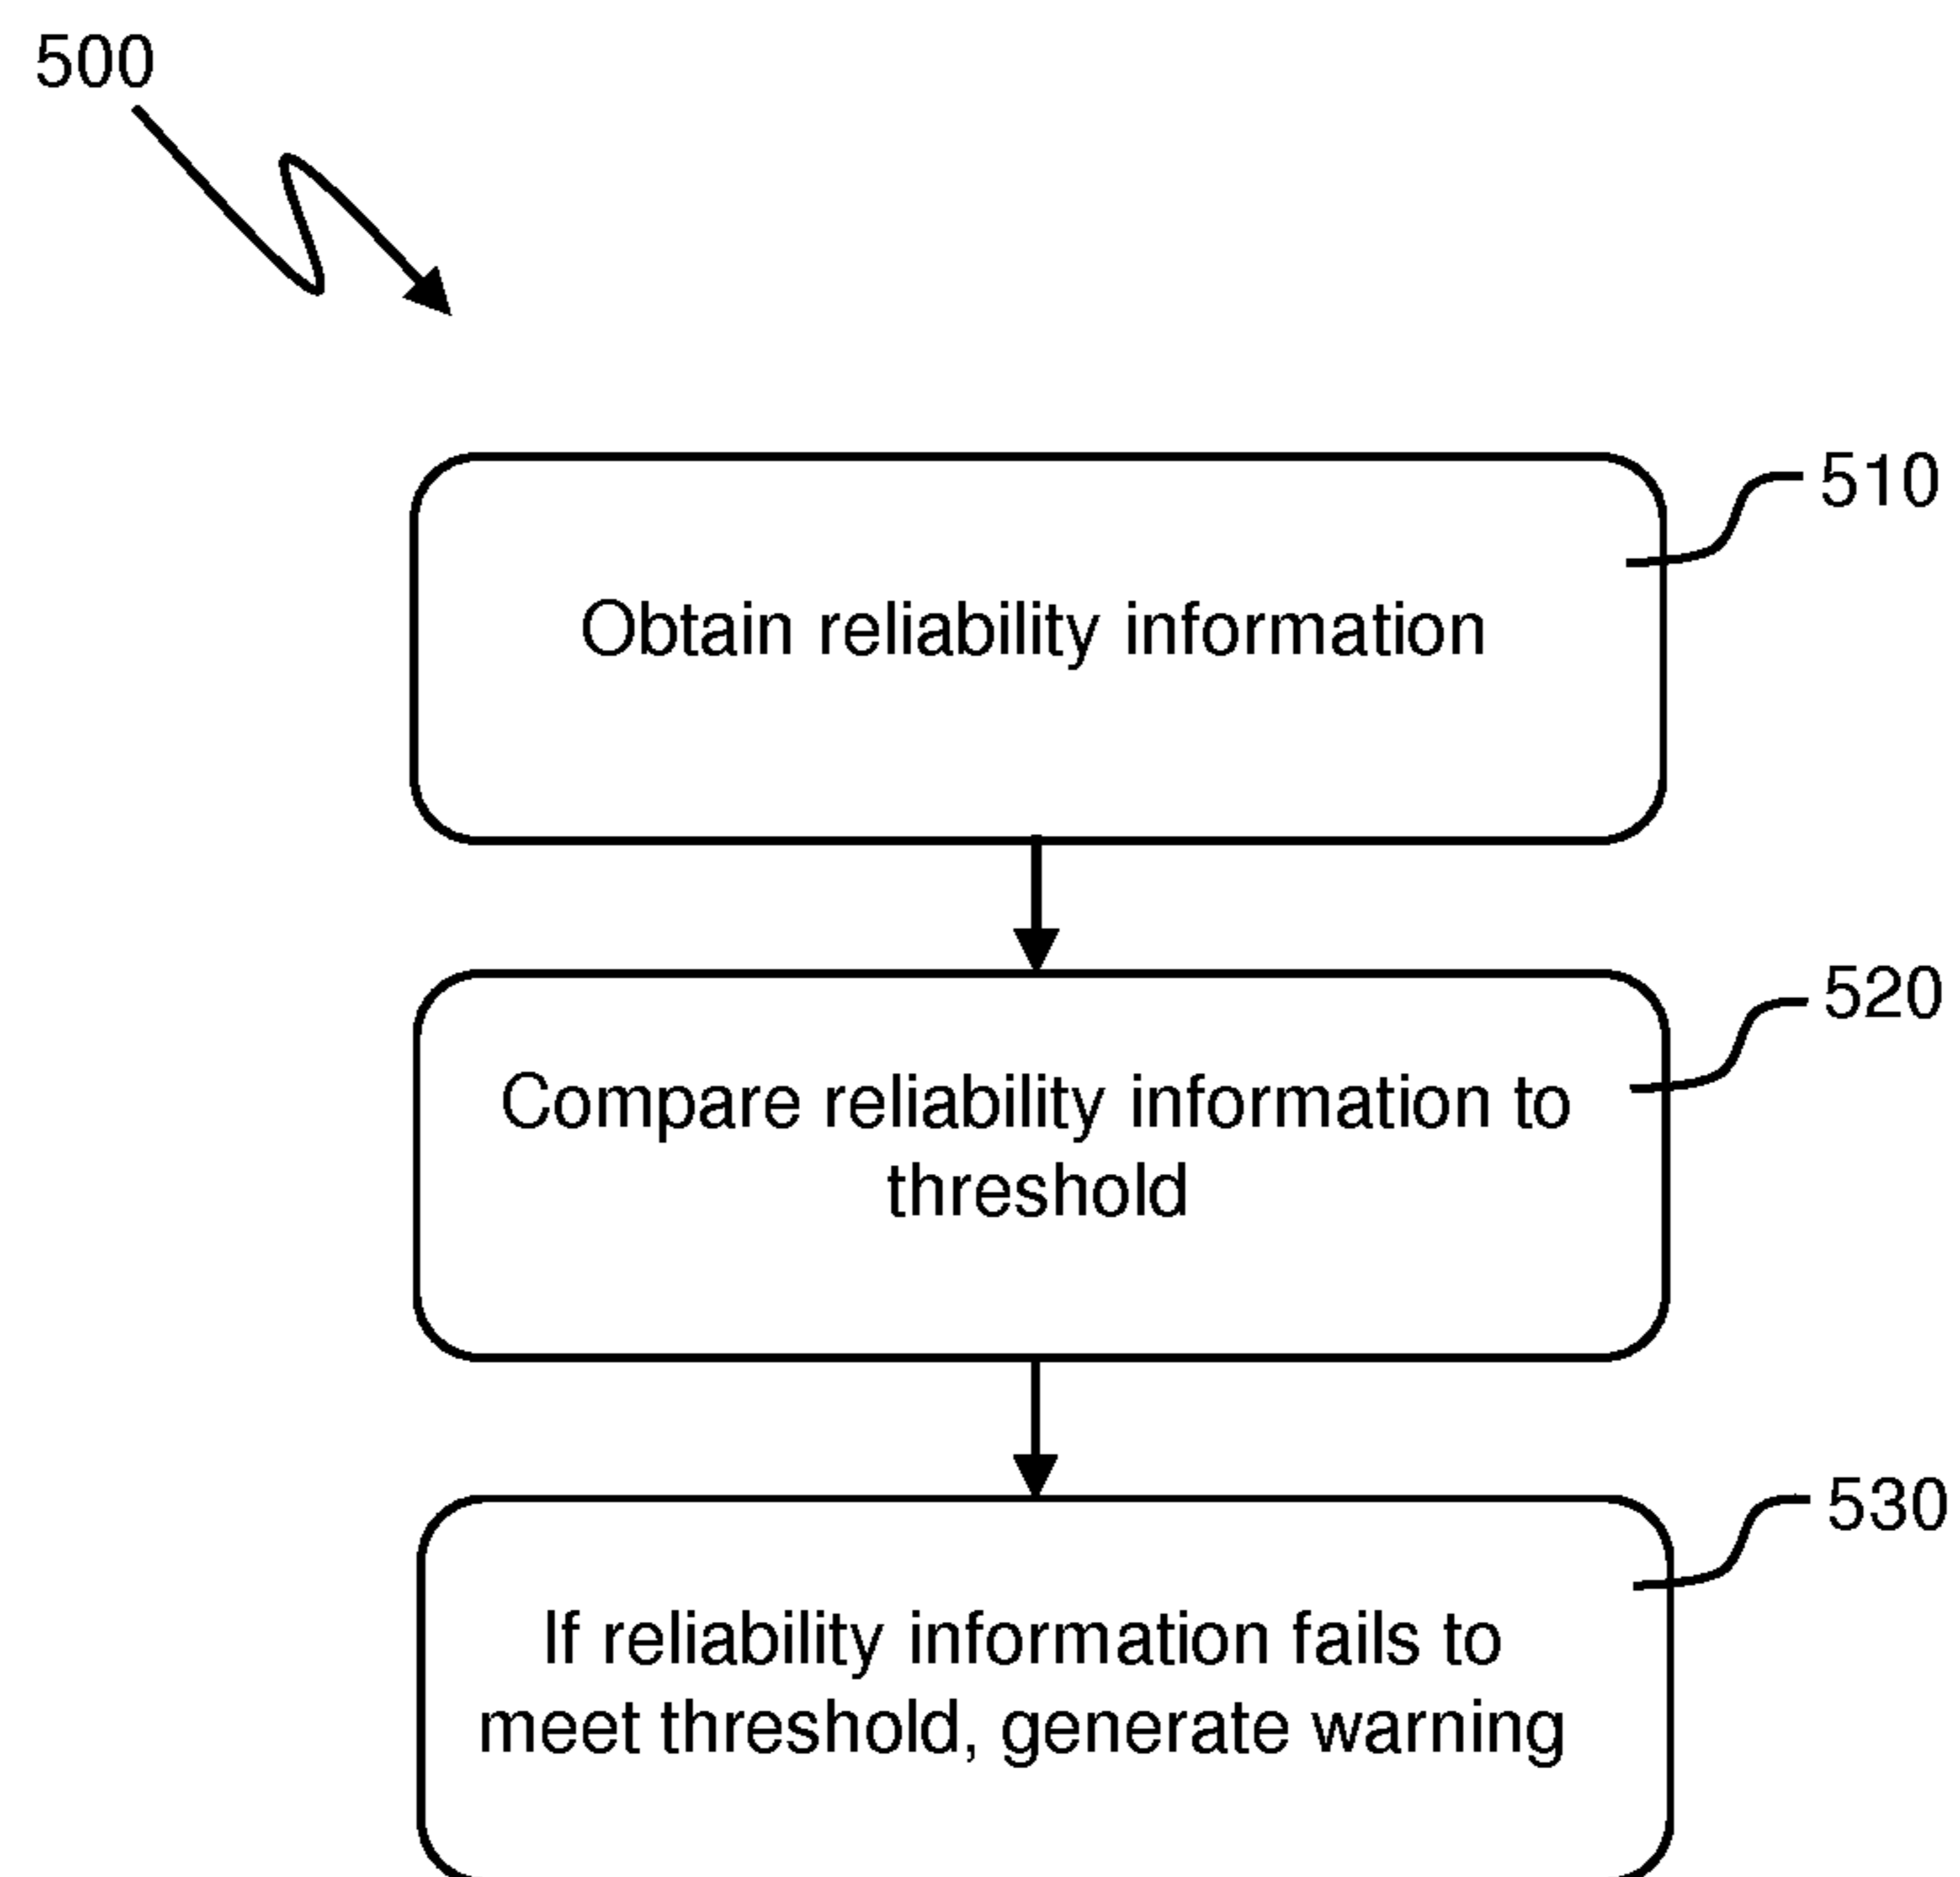 500
510
Obtain reliability information
520
Compare reliability information to
threshold
530
If reliability information fails to
meet threshold, generate warning